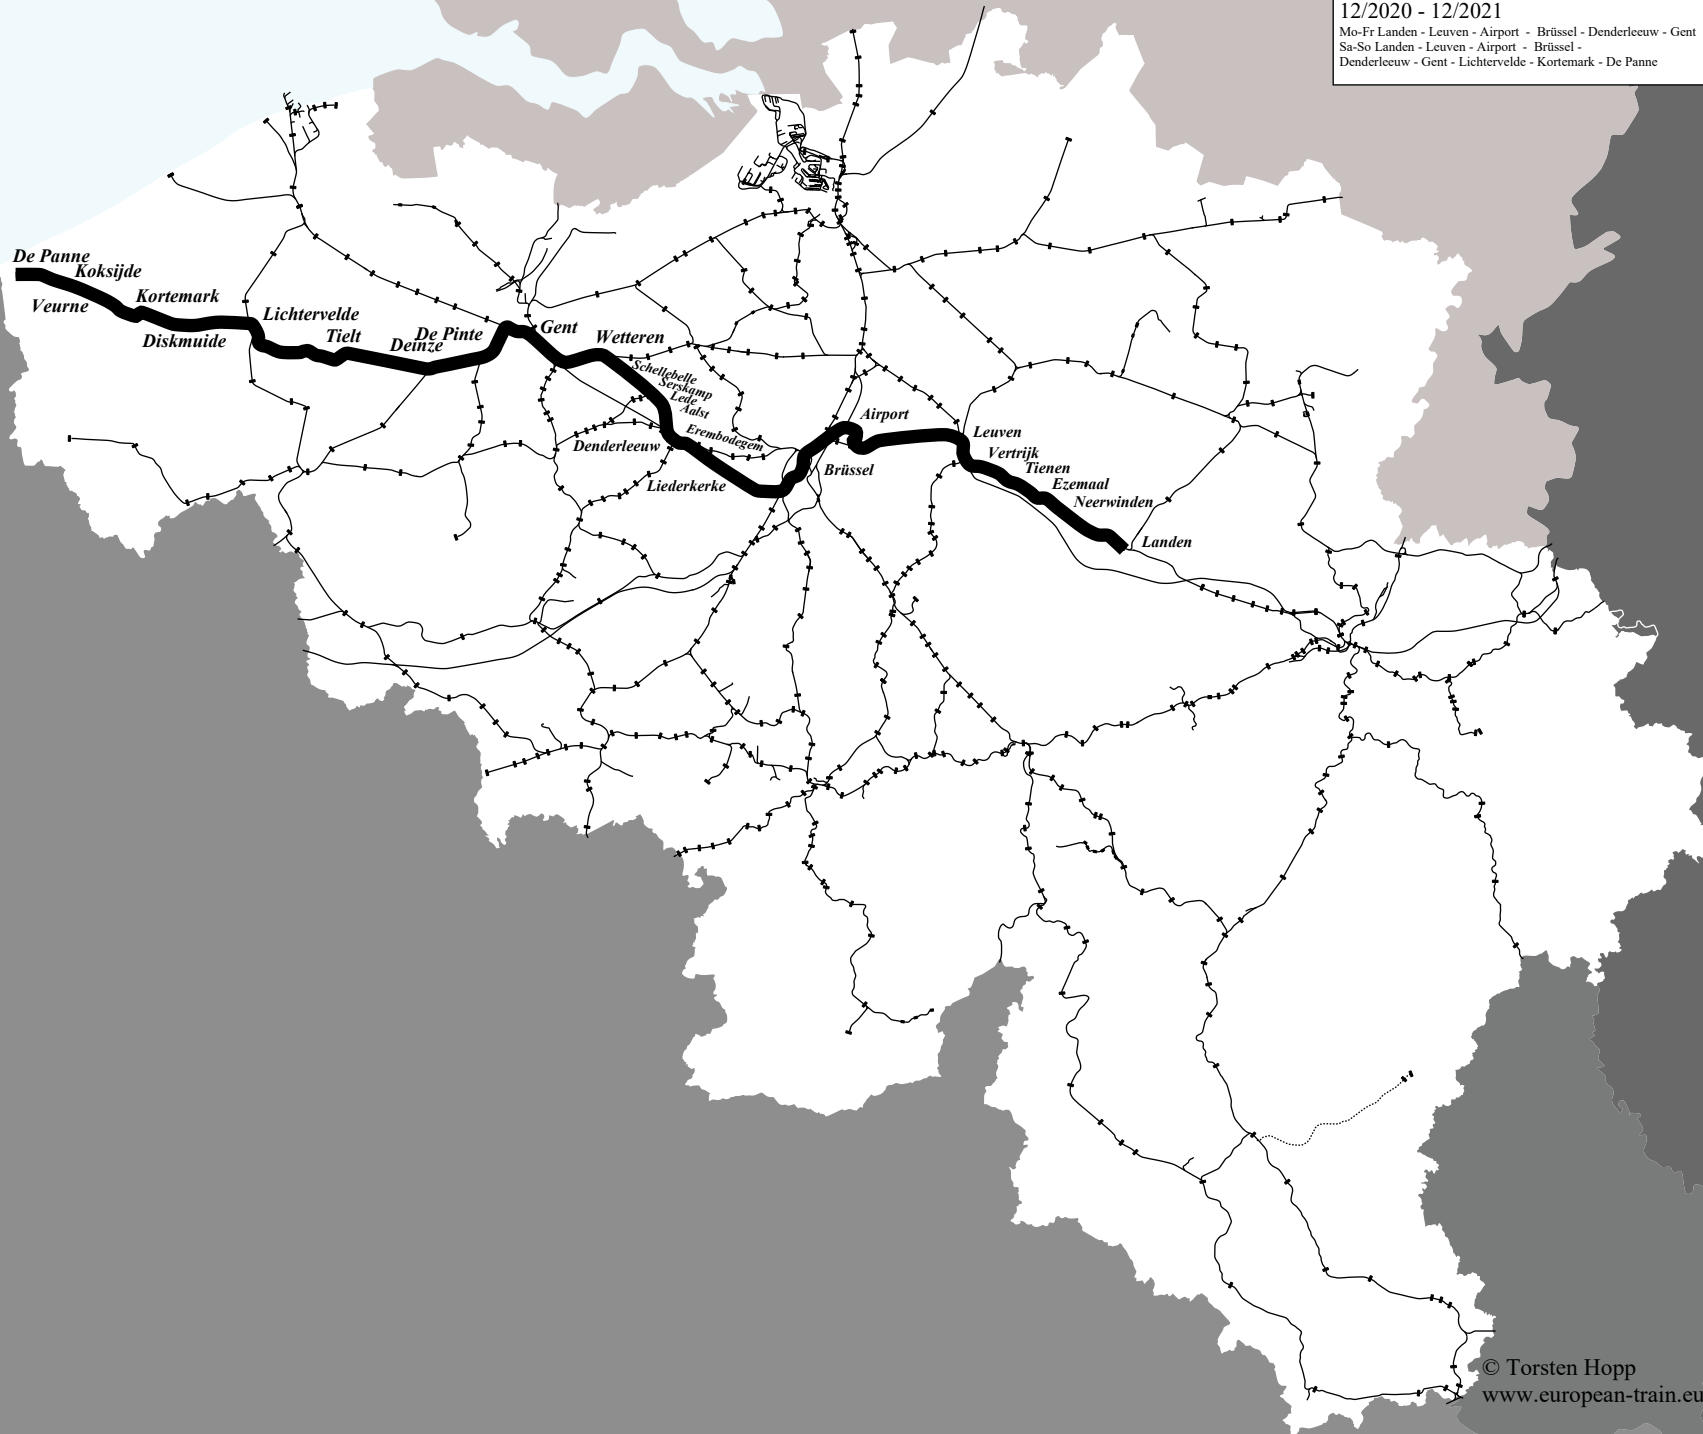 12/2020 - 12/2021
Mo-Fr Landen - Leuven - Airport - Brüssel - Denderleeuw - Gent
Sa-So Landen - Leuven - Airport - Brüssel -
Denderleeuw - Gent - Lichtervelde - Kortemark - De Panne
De Panne
Koksijde
Veurne
Kortemark
Diskmuide
Lichtervelde
Tielt
Deinze
De Pinte
Gent
Wetteren
Schellebelle
Serskamp
Lede
Aalst
Erembodegem
Denderleeuw
Liederkerke
Brüssel
Airport
Leuven
Vertrijk
Tienen
Ezemaal
Neerwinden
Landen
© Torsten Hopp
www.european-train.eu